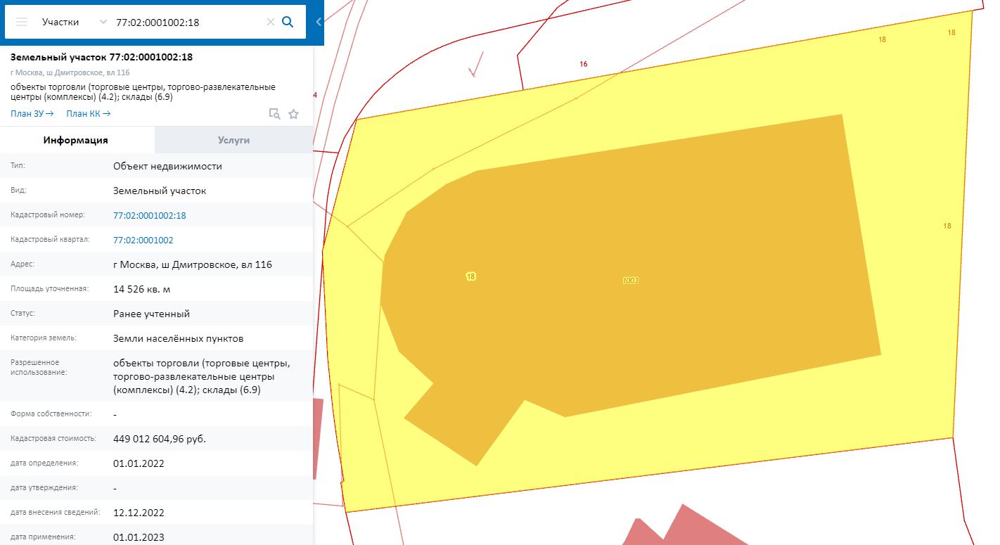 Участки 77:02:0001002:18
Земельный участок 77:02:0001002:18
г Москва, ш Дмитровское, вл 116
объекты торговли (торговые центры, торгово-развлекательные
центры (комплексы) (4.2); склады (6.9)
План ЗУ → План КК →
Информация Услуги
Тип: Объект недвижимости
Вид: Земельный участок
Кадастровый номер: 77:02:0001002:18
Кадастровый квартал: 77:02:0001002
Адрес: г Москва, ш Дмитровское, вл 116
Площадь уточненная: 14 526 кв. м
Статус: Ранее учтенный
Категория земель: Земли населённых пунктов
Разрешенное
использование:
объекты торговли (торговые центры,
торгово-развлекательные центры
(комплексы) (4.2); склады (6.9)
Форма собственности: -
Кадастровая стоимость: 449 012 604,96 руб.
дата определения: 01.01.2022
дата утверждения: -
дата внесения сведений: 12.12.2022
дата применения: 01.01.2023
18
18
16
4
18
18
1003